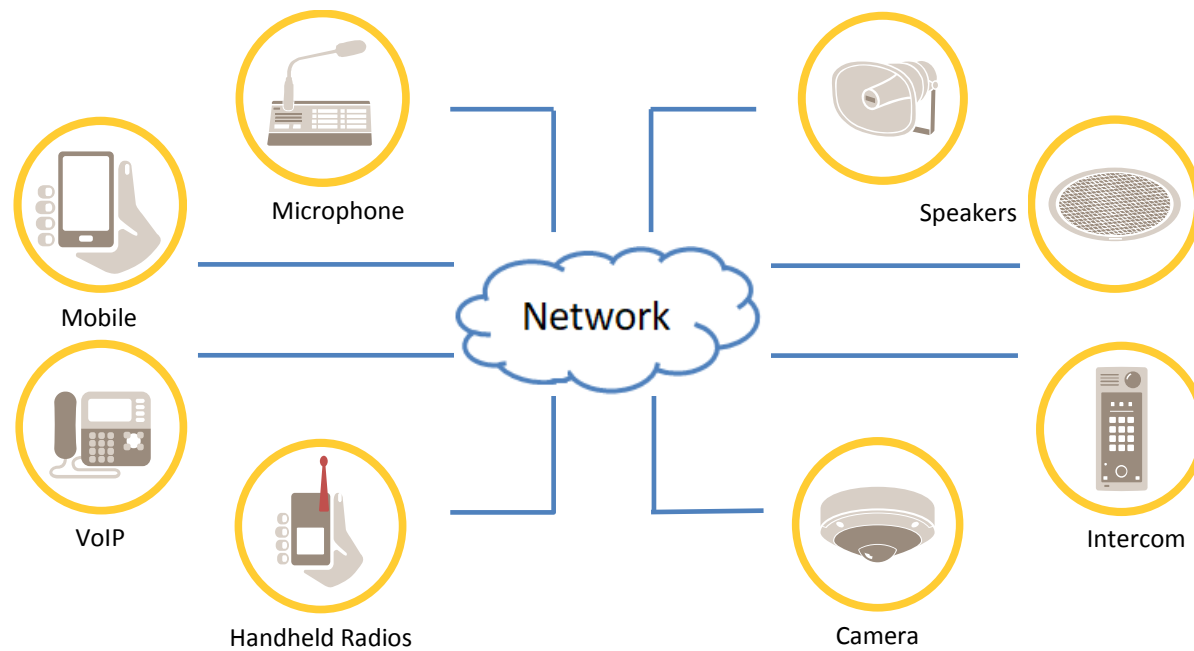 Microphone
Speakers
Mobile
Network
VoIP
Intercom
Handheld Radios
Camera